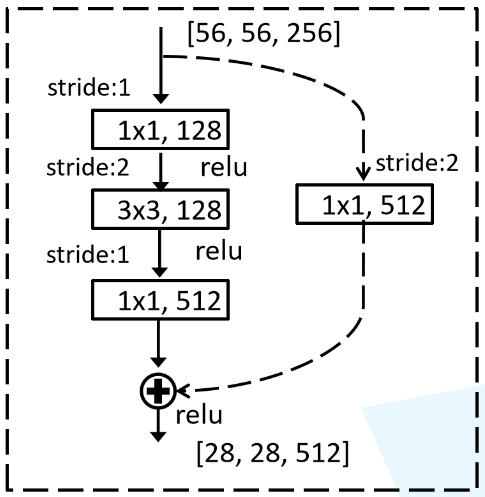 [56, 56, 256]
stride:1
1x1, 128
stride:2
relu
3x3, 128
stride:1
relu
1x1, 512
stride:2
1x1, 512
relu
[28, 28, 512]